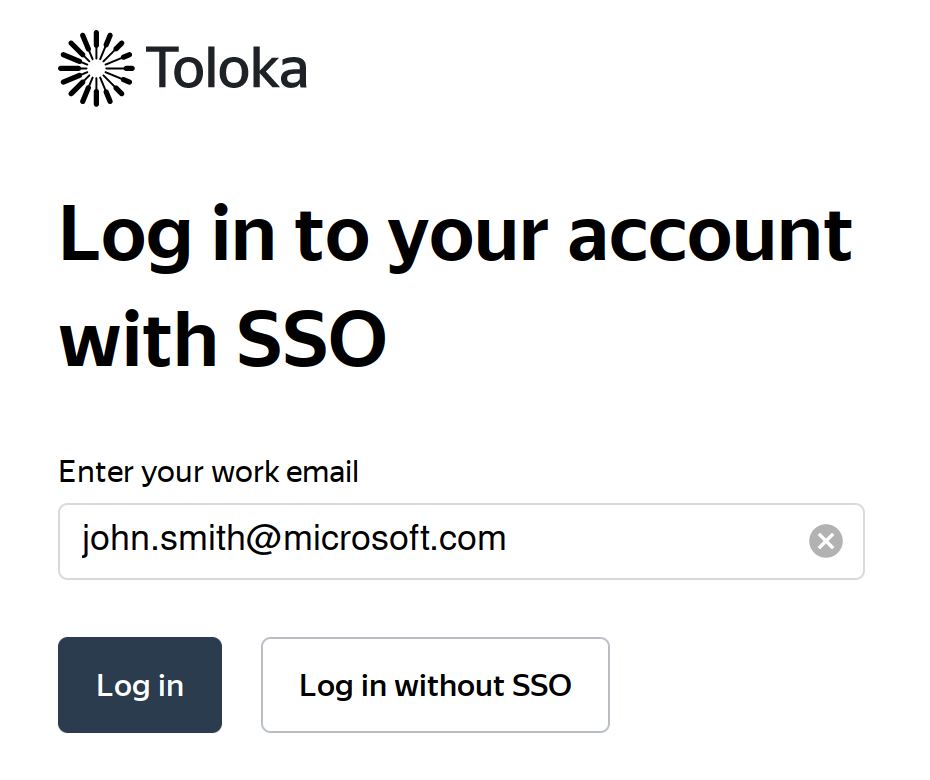 Toloka
Log in to your account
with SSO
Enter your work email
john.smith@microsoft.com
Log in
Log in without SSO